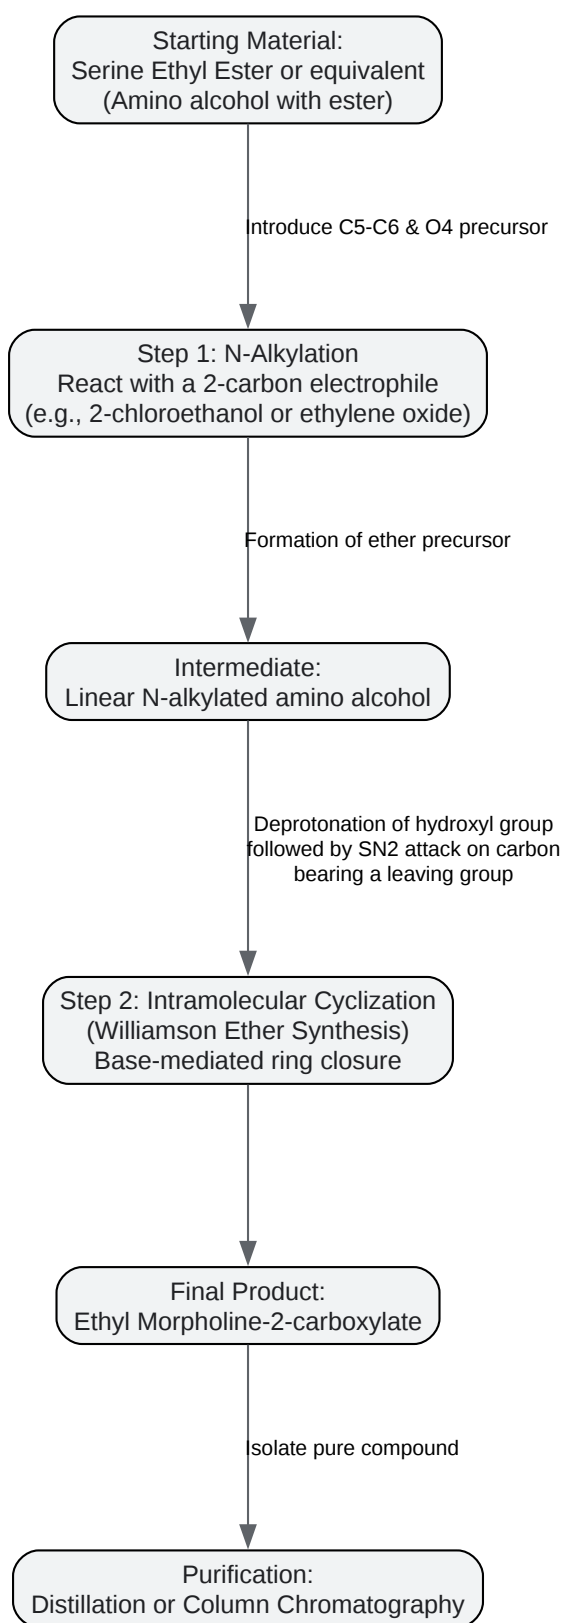 Starting Material:
Serine Ethyl Ester or equivalent
(Amino alcohol with ester)
Introduce C5-C6 & O4 precursor
Step 1: N-Alkylation
React with a 2-carbon electrophile
(e.g., 2-chloroethanol or ethylene oxide)
Formation of ether precursor
Intermediate:
Linear N-alkylated amino alcohol
Deprotonation of hydroxyl group
followed by SN2 attack on carbon
bearing a leaving group
Step 2: Intramolecular Cyclization
(Williamson Ether Synthesis)
Base-mediated ring closure
Final Product:
Ethyl Morpholine-2-carboxylate
Isolate pure compound
Purification:
Distillation or Column Chromatography